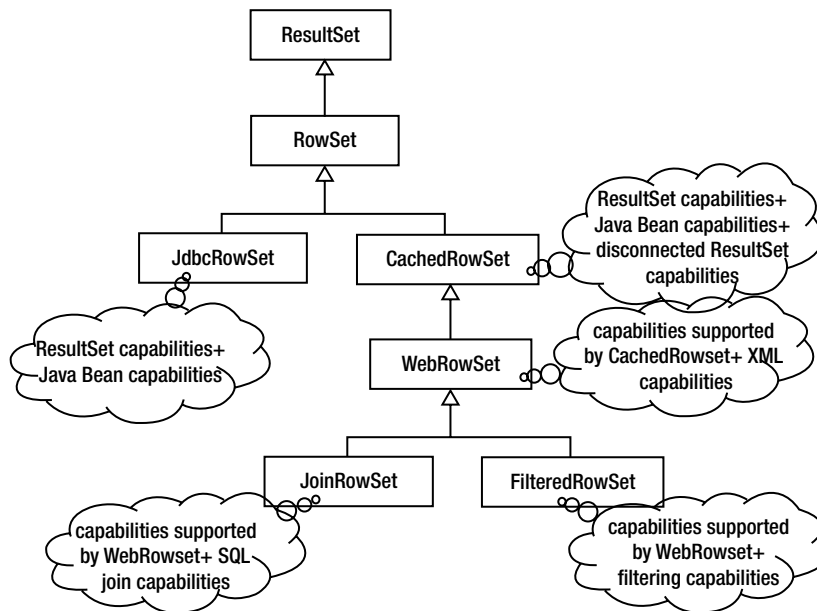 ResultSet
RowSet
ResultSet capabilities+
Java Bean capabilities+
disconnected ResultSet
capabilities
JdbcRowSet
CachedRowSet
ResultSet capabilities+
Java Bean capabilities
capabilities supported
by CachedRowset+ XML
capabilities
WebRowSet
JoinRowSet
FilteredRowSet
capabilities supported
by WebRowset+ SQL
join capabilities
capabilities supported
by WebRowset+
filtering capabilities